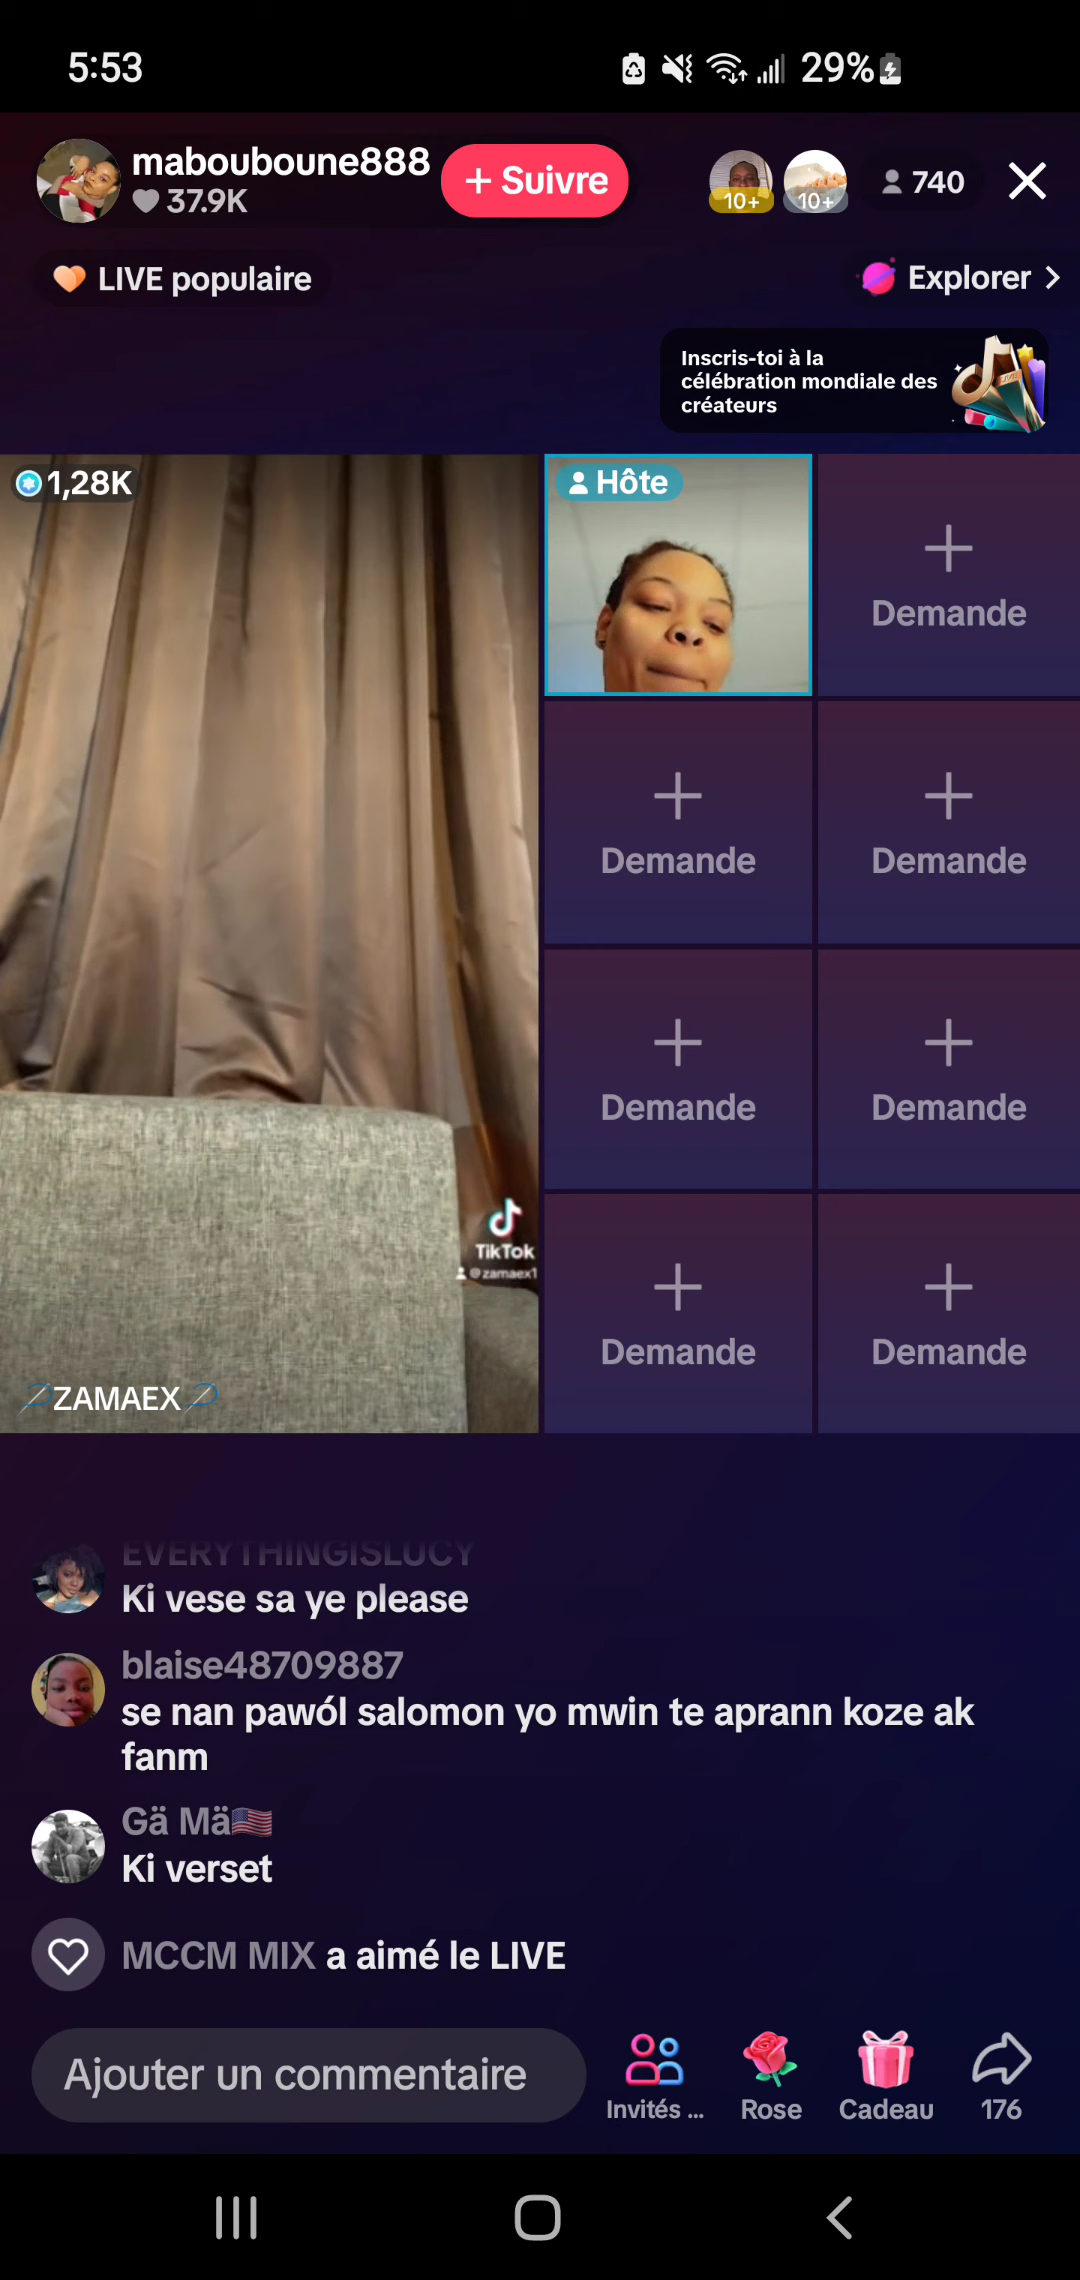 5:53
29%
mabouboune888
37.9K
+ Suivre
10+
10+
740
LIVE populaire
Explorer
Inscris-toi à la
célébration mondiale des
créateurs
LIVE
1,28K
Hôte
Demande
Demande
Demande
Demande
Demande
Demande
Demande
TikTok
@zamaex1
ZAMAEX
EVERYTHINGISLUCY
Ki vese sa ye please
blaise48709887
se nan pawól salomon yo mwin te aprann koze ak
fanm
Gä Mä
Ki verset
MCCM MIX a aimé le LIVE
Ajouter un commentaire
Invités ...
Rose
Cadeau
176